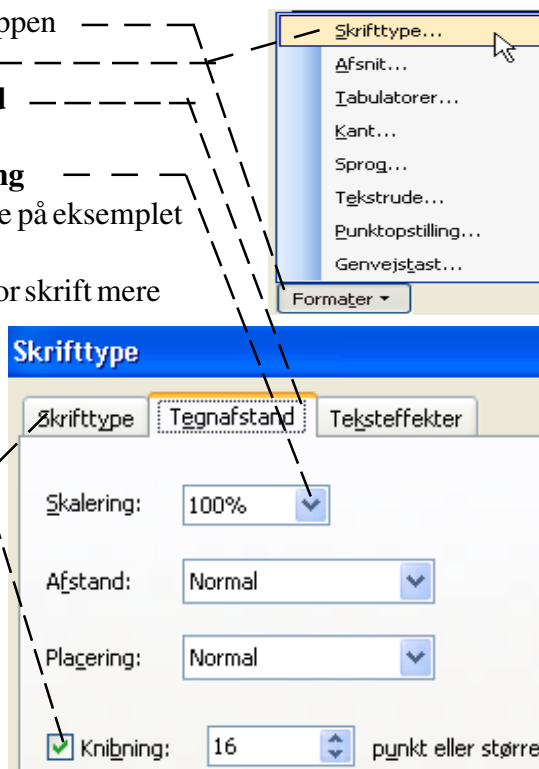 ppen
Skrifttype...
Afsnit...
Tabulatorer...
Kant...
Sprog...
Tekstrude...
Punktopstilling...
Genvejstast...
Formater
ng
e på eksemplet
or skrift mere
Skrifttype
Skrifttype Tegnafstand Teksteffekter
Skalering: 100%
Afstand: Normal
Placering: Normal
Knibning: 16 punkt eller større